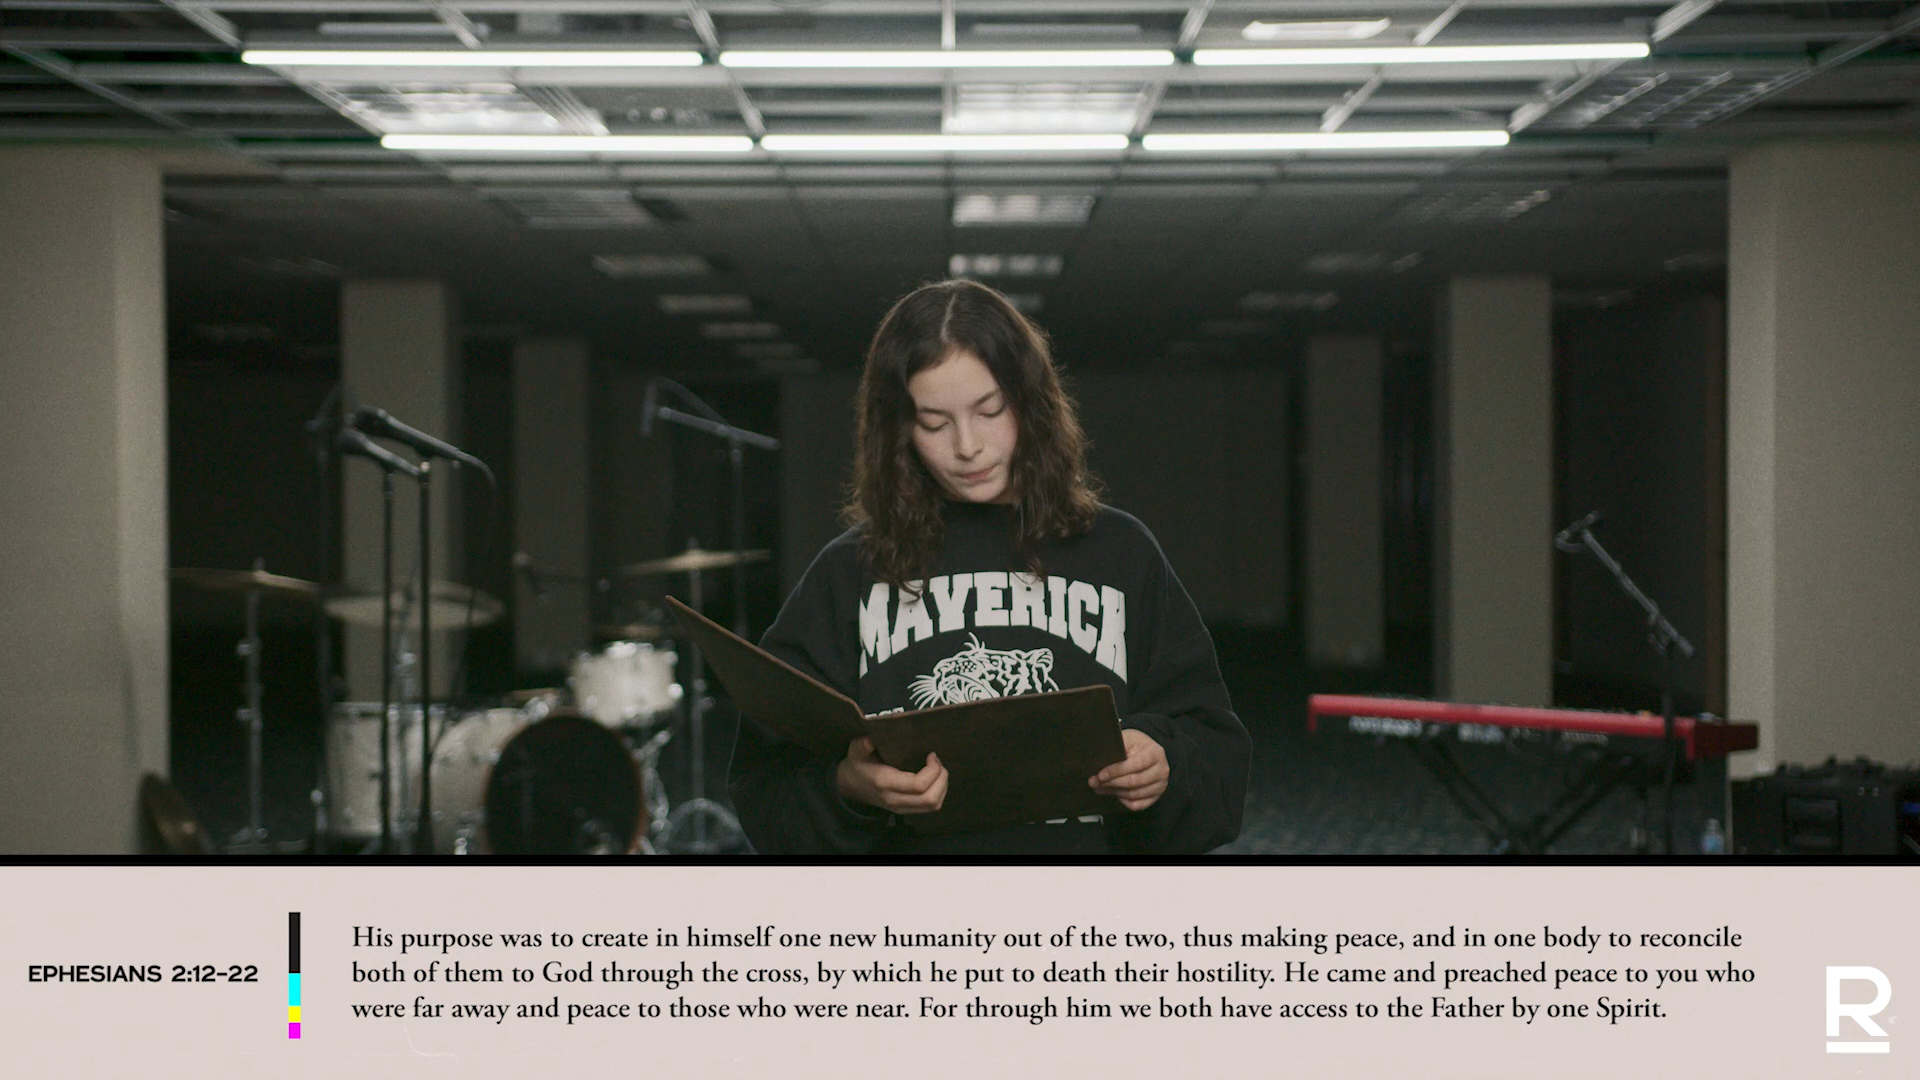 MAVERICK
EPHESIANS 2:12-22
His purpose was to create in himself one new humanity out of the two, thus making peace, and in one body to reconcile
both of them to God through the cross, by which he put to death their hostility. He came and preached peace to you who
were far away and peace to those who were near. For through him we both have access to the Father by one Spirit.
R